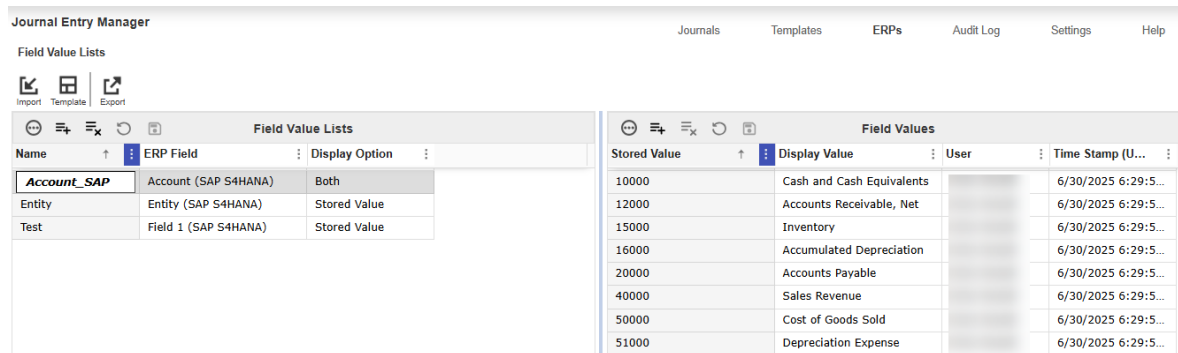 Journal Entry Manager
Journals Templates ERPs Audit Log Settings Help
Field Value Lists
Import Template Export
Field Value Lists
Name ERP Field Display Option
Account_SAP Account (SAP S4HANA) Both
Entity Entity (SAP S4HANA) Stored Value
Test Field 1 (SAP S4HANA) Stored Value
Field Values
Stored Value Display Value User Time Stamp (U...
10000 Cash and Cash Equivalents 6/30/2025 6:29:5...
12000 Accounts Receivable, Net 6/30/2025 6:29:5...
15000 Inventory 6/30/2025 6:29:5...
16000 Accumulated Depreciation 6/30/2025 6:29:5...
20000 Accounts Payable 6/30/2025 6:29:5...
40000 Sales Revenue 6/30/2025 6:29:5...
50000 Cost of Goods Sold 6/30/2025 6:29:5...
51000 Depreciation Expense 6/30/2025 6:29:5...